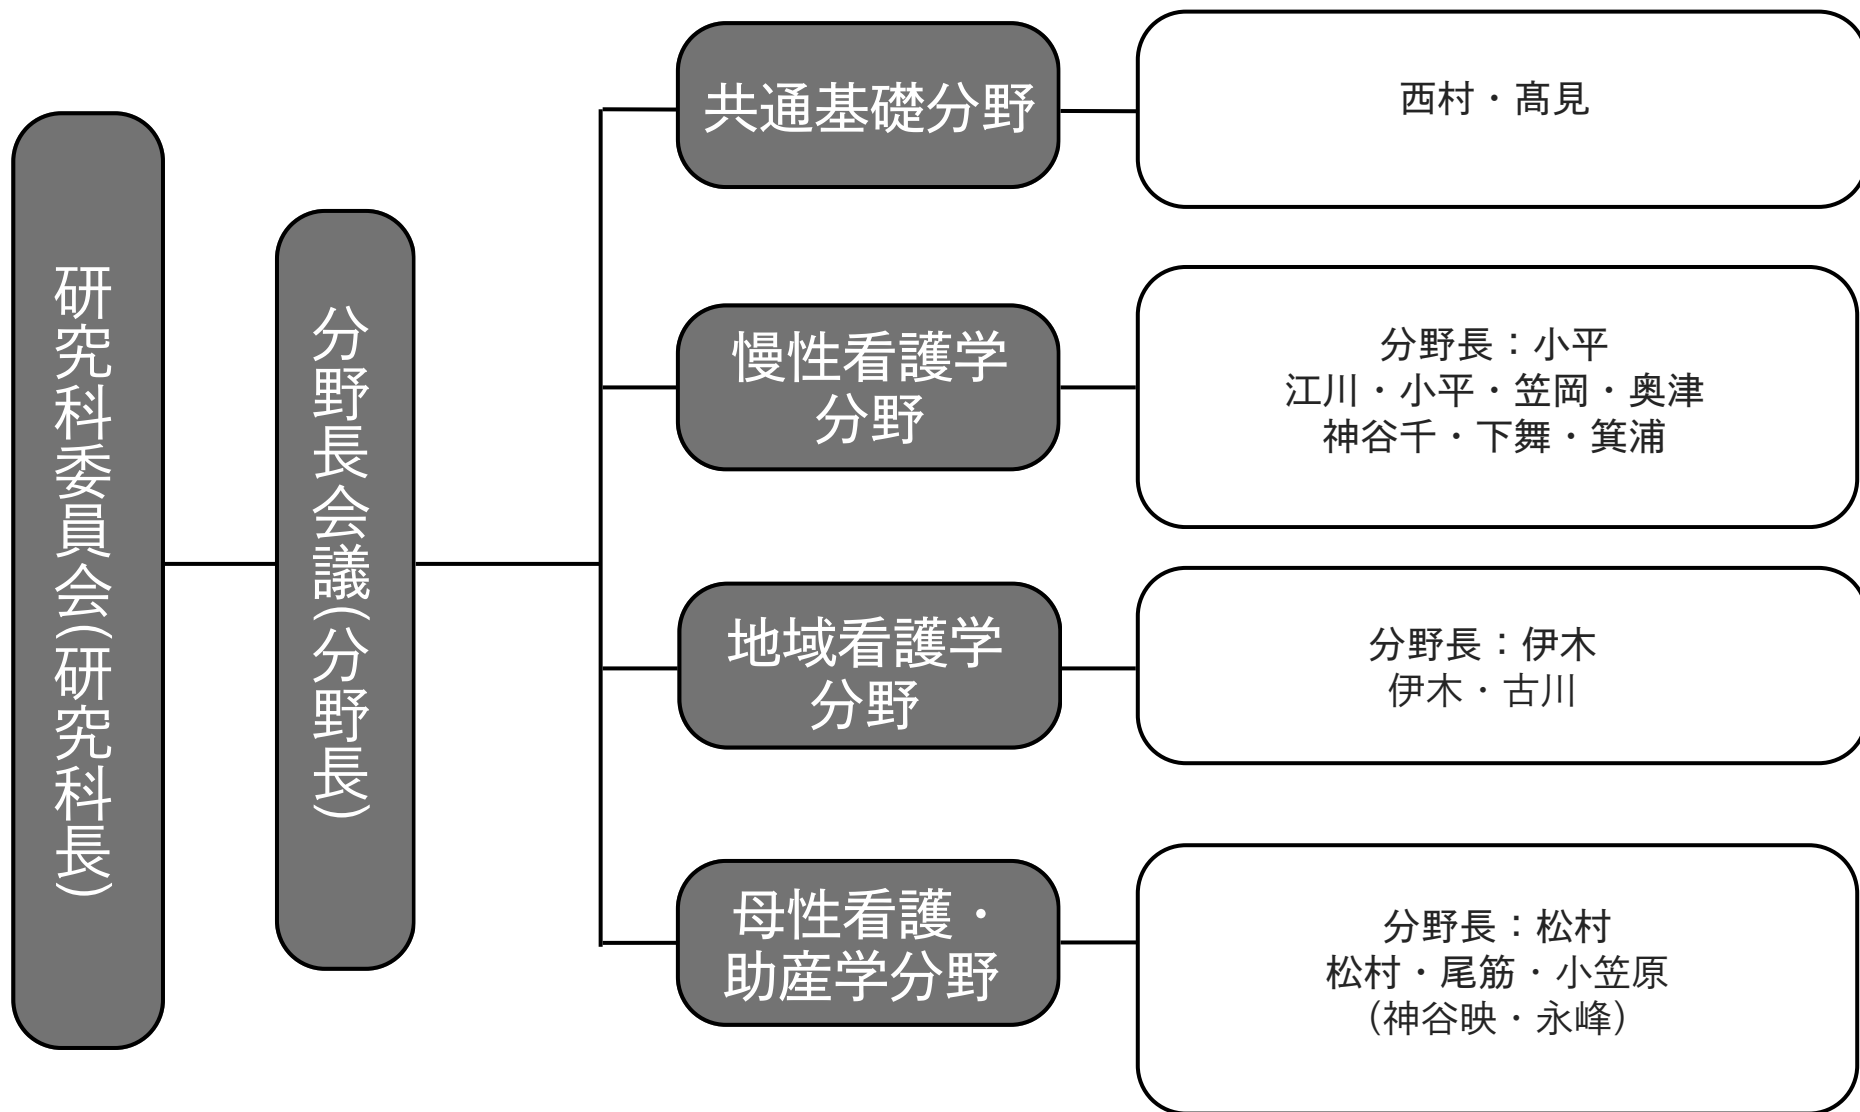 研究科委員会(研究科長)
分野長会議(分野長)
共通基礎分野
西村・髙見
慢性看護学
分野
分野長：小平
江川・小平・笠岡・奥津
神谷千・下舞・箕浦
地域看護学
分野
分野長：伊木
伊木・古川
母性看護・
助産学分野
分野長：松村
松村・尾筋・小笠原
（神谷映・永峰）